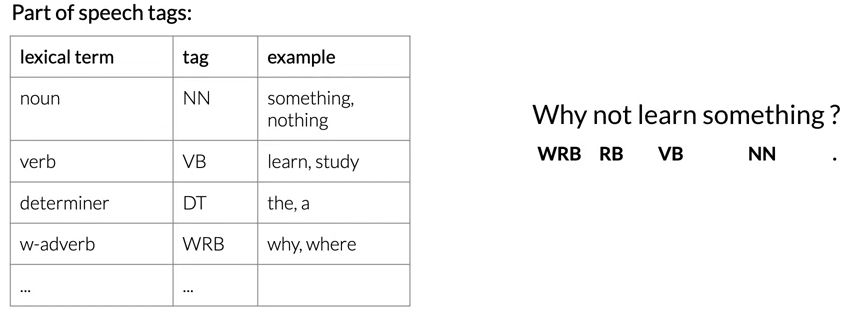 Part of speech tags:
lexical term tag example
noun NN something,
nothing
verb VB learn, study
determiner DT the, a
w-adverb WRB why, where
... ...
Why not learn something ?
WRB RB VB NN .